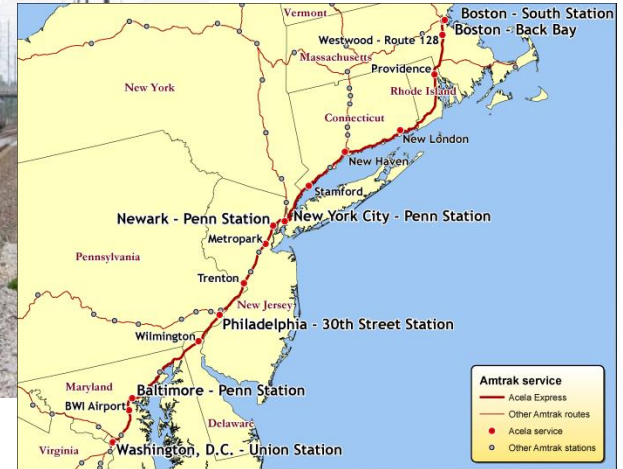 Vermont
Boston - South Station
Boston - Back Bay
Westwood - Route 128
Massachusetts
Providence
New York
Rhode Island
Connecticut
New London
New Haven
Stamford
Newark - Penn Station
New York City - Penn Station
Metropark
Pennsylvania
Trenton
New Jersey
Philadelphia - 30th Street Station
Wilmington
Maryland
Baltimore - Penn Station
BWI Airport
Delaware
Virginia
Washington, D.C. - Union Station
Amtrak service
Acela Express
Other Amtrak routes
Acela service
Other Amtrak stations